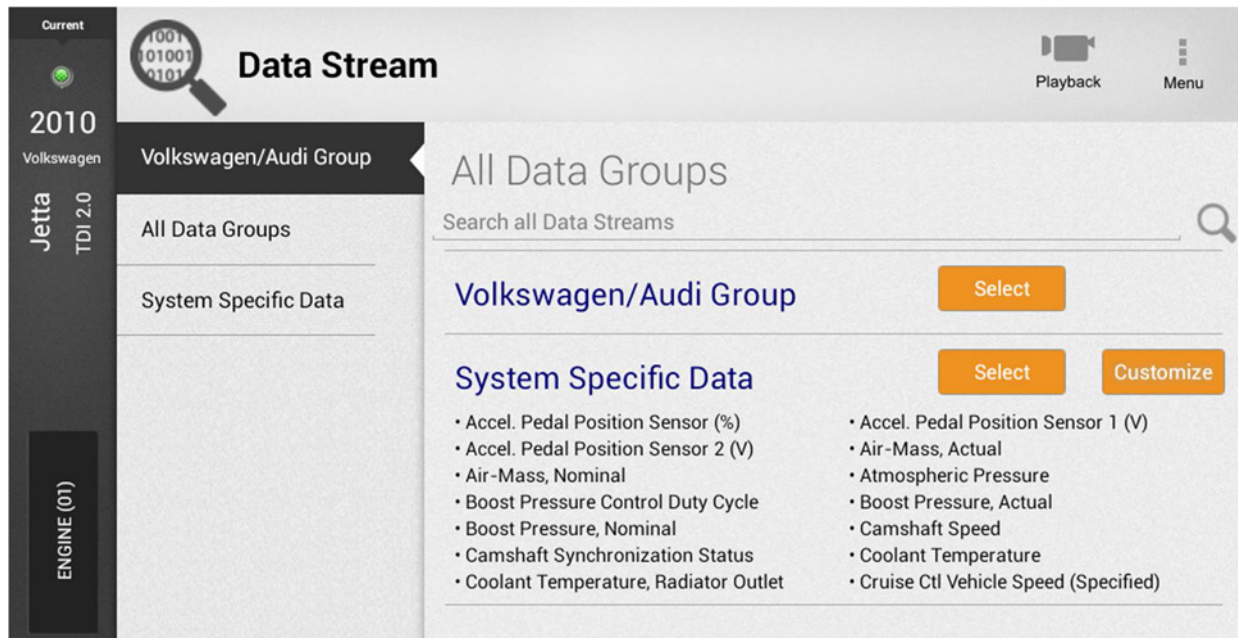 Current
2010
Volkswagen
Jetta
TDI 2.0
ENGINE (01)
1001
101001
0101
Data Stream
Playback
Menu
Volkswagen/Audi Group
All Data Groups
System Specific Data
All Data Groups
Search all Data Streams
Volkswagen/Audi Group
Select
System Specific Data
Select
Customize
• Accel. Pedal Position Sensor (%)
• Accel. Pedal Position Sensor 1 (V)
• Accel. Pedal Position Sensor 2 (V)
• Air-Mass, Actual
• Air-Mass, Nominal
• Atmospheric Pressure
• Boost Pressure Control Duty Cycle
• Boost Pressure, Actual
• Boost Pressure, Nominal
• Camshaft Speed
• Camshaft Synchronization Status
• Coolant Temperature
• Coolant Temperature, Radiator Outlet
• Cruise Ctl Vehicle Speed (Specified)